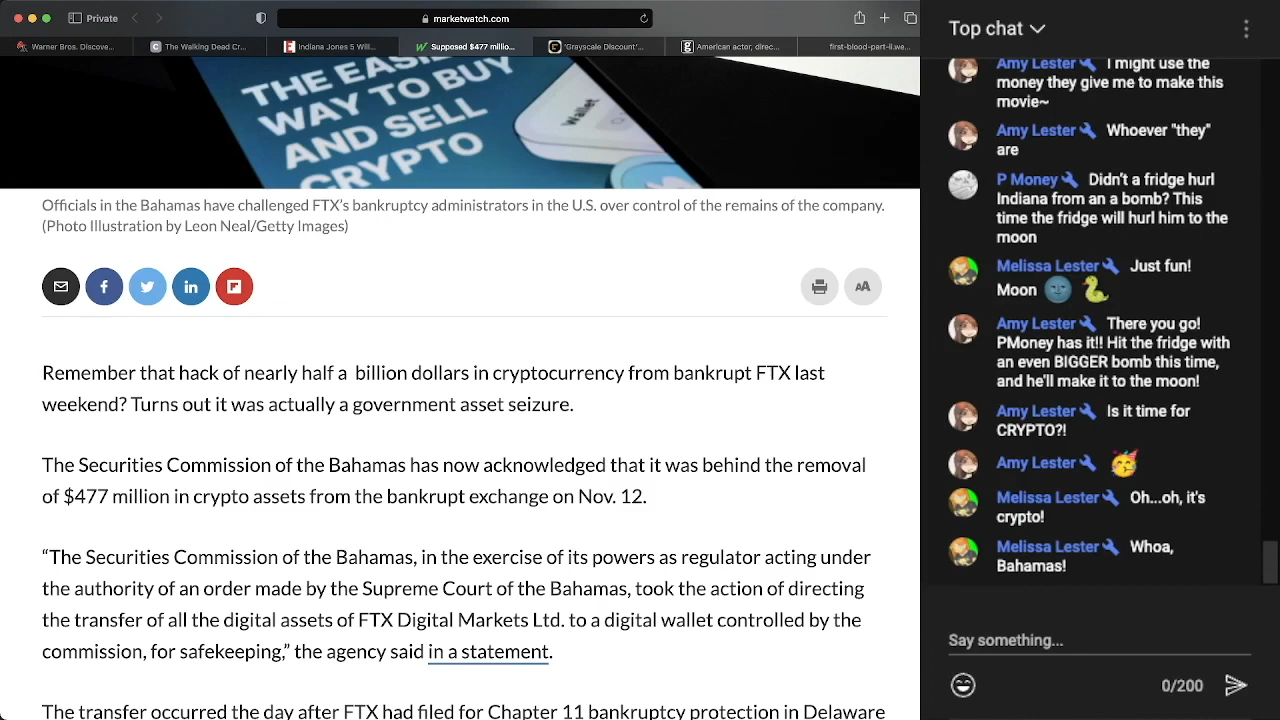 Private
marketwatch.com
Warner Bros. Discove...
The Walking Dead Cr...
Indiana Jones 5 Will...
Supposed $477 millio...
'Grayscale Discount'...
American actor, direc...
first-blood-part-ii.we...
THE EASIE
WAY TO BUY
AND SELL
CRYPTO
Wallet
Officials in the Bahamas have challenged FTX's bankruptcy administrators in the U.S. over control of the remains of the company.
(Photo Illustration by Leon Neal/Getty Images)
AA
Remember that hack of nearly half a billion dollars in cryptocurrency from bankrupt FTX last
weekend? Turns out it was actually a government asset seizure.
The Securities Commission of the Bahamas has now acknowledged that it was behind the removal
of $477 million in crypto assets from the bankrupt exchange on Nov. 12.
“The Securities Commission of the Bahamas, in the exercise of its powers as regulator acting under
the authority of an order made by the Supreme Court of the Bahamas, took the action of directing
the transfer of all the digital assets of FTX Digital Markets Ltd. to a digital wallet controlled by the
commission, for safekeeping,” the agency said in a statement.
The transfer occurred the day after FTX had filed for Chapter 11 bankruptcy protection in Delaware
Top chat
Amy Lester I might use the
money they give me to make this
movie~
Amy Lester Whoever "they"
are
P Money Didn't a fridge hurl
Indiana from an a bomb? This
time the fridge will hurl him to the
moon
Melissa Lester Just fun!
Moon
Amy Lester There you go!
PMoney has it!! Hit the fridge with
an even BIGGER bomb this time,
and he'll make it to the moon!
Amy Lester Is it time for
CRYPTO?!
Amy Lester
Melissa Lester Oh...oh, it's
crypto!
Melissa Lester Whoa,
Bahamas!
Say something...
0/200